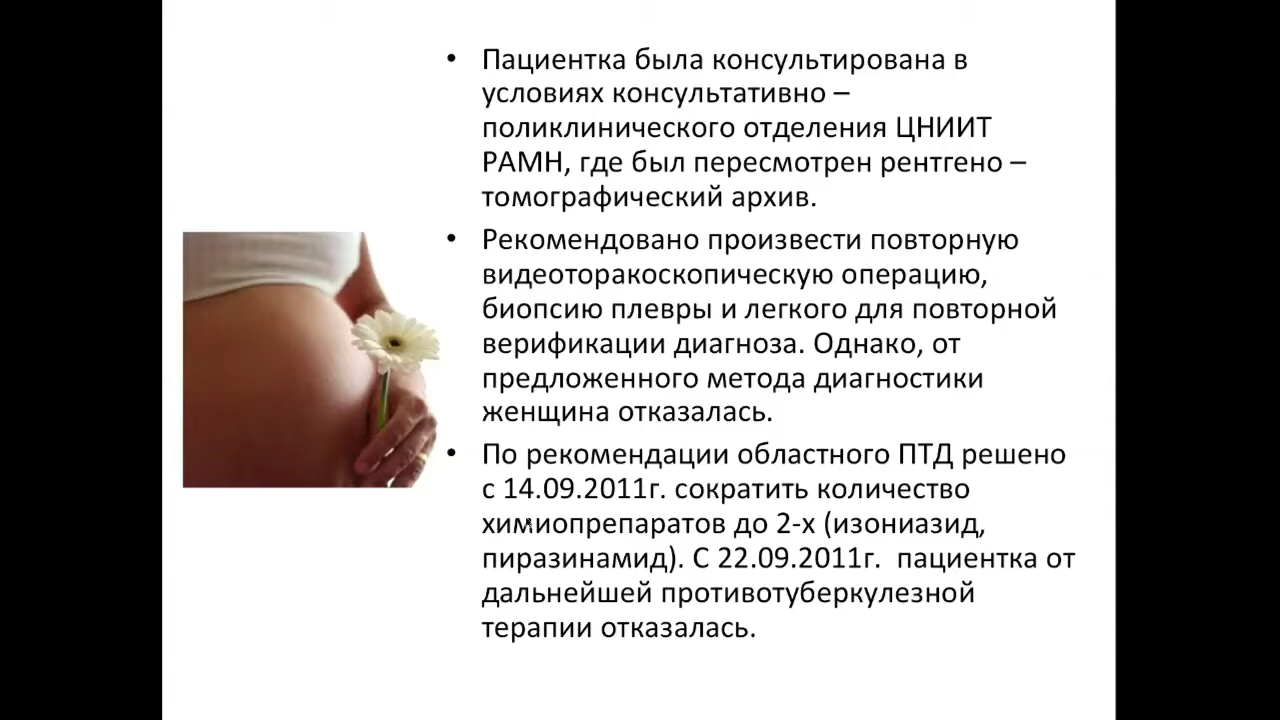 • Пациентка была консультирована в
условиях консультативно –
поликлинического отделения ЦНИИТ
РАМН, где был пересмотрен рентгено –
томографический архив.
• Рекомендовано произвести повторную
видеоторакоскопическую операцию,
биопсию плевры и легкого для повторной
верификации диагноза. Однако, от
предложенного метода диагностики
женщина отказалась.
• По рекомендации областного ПТД решено
с 14.09.2011г. сократить количество
химиопрепаратов до 2-х (изониазид,
пиразинамид). С 22.09.2011г.  пациентка от
дальнейшей противотуберкулезной
терапии отказалась.